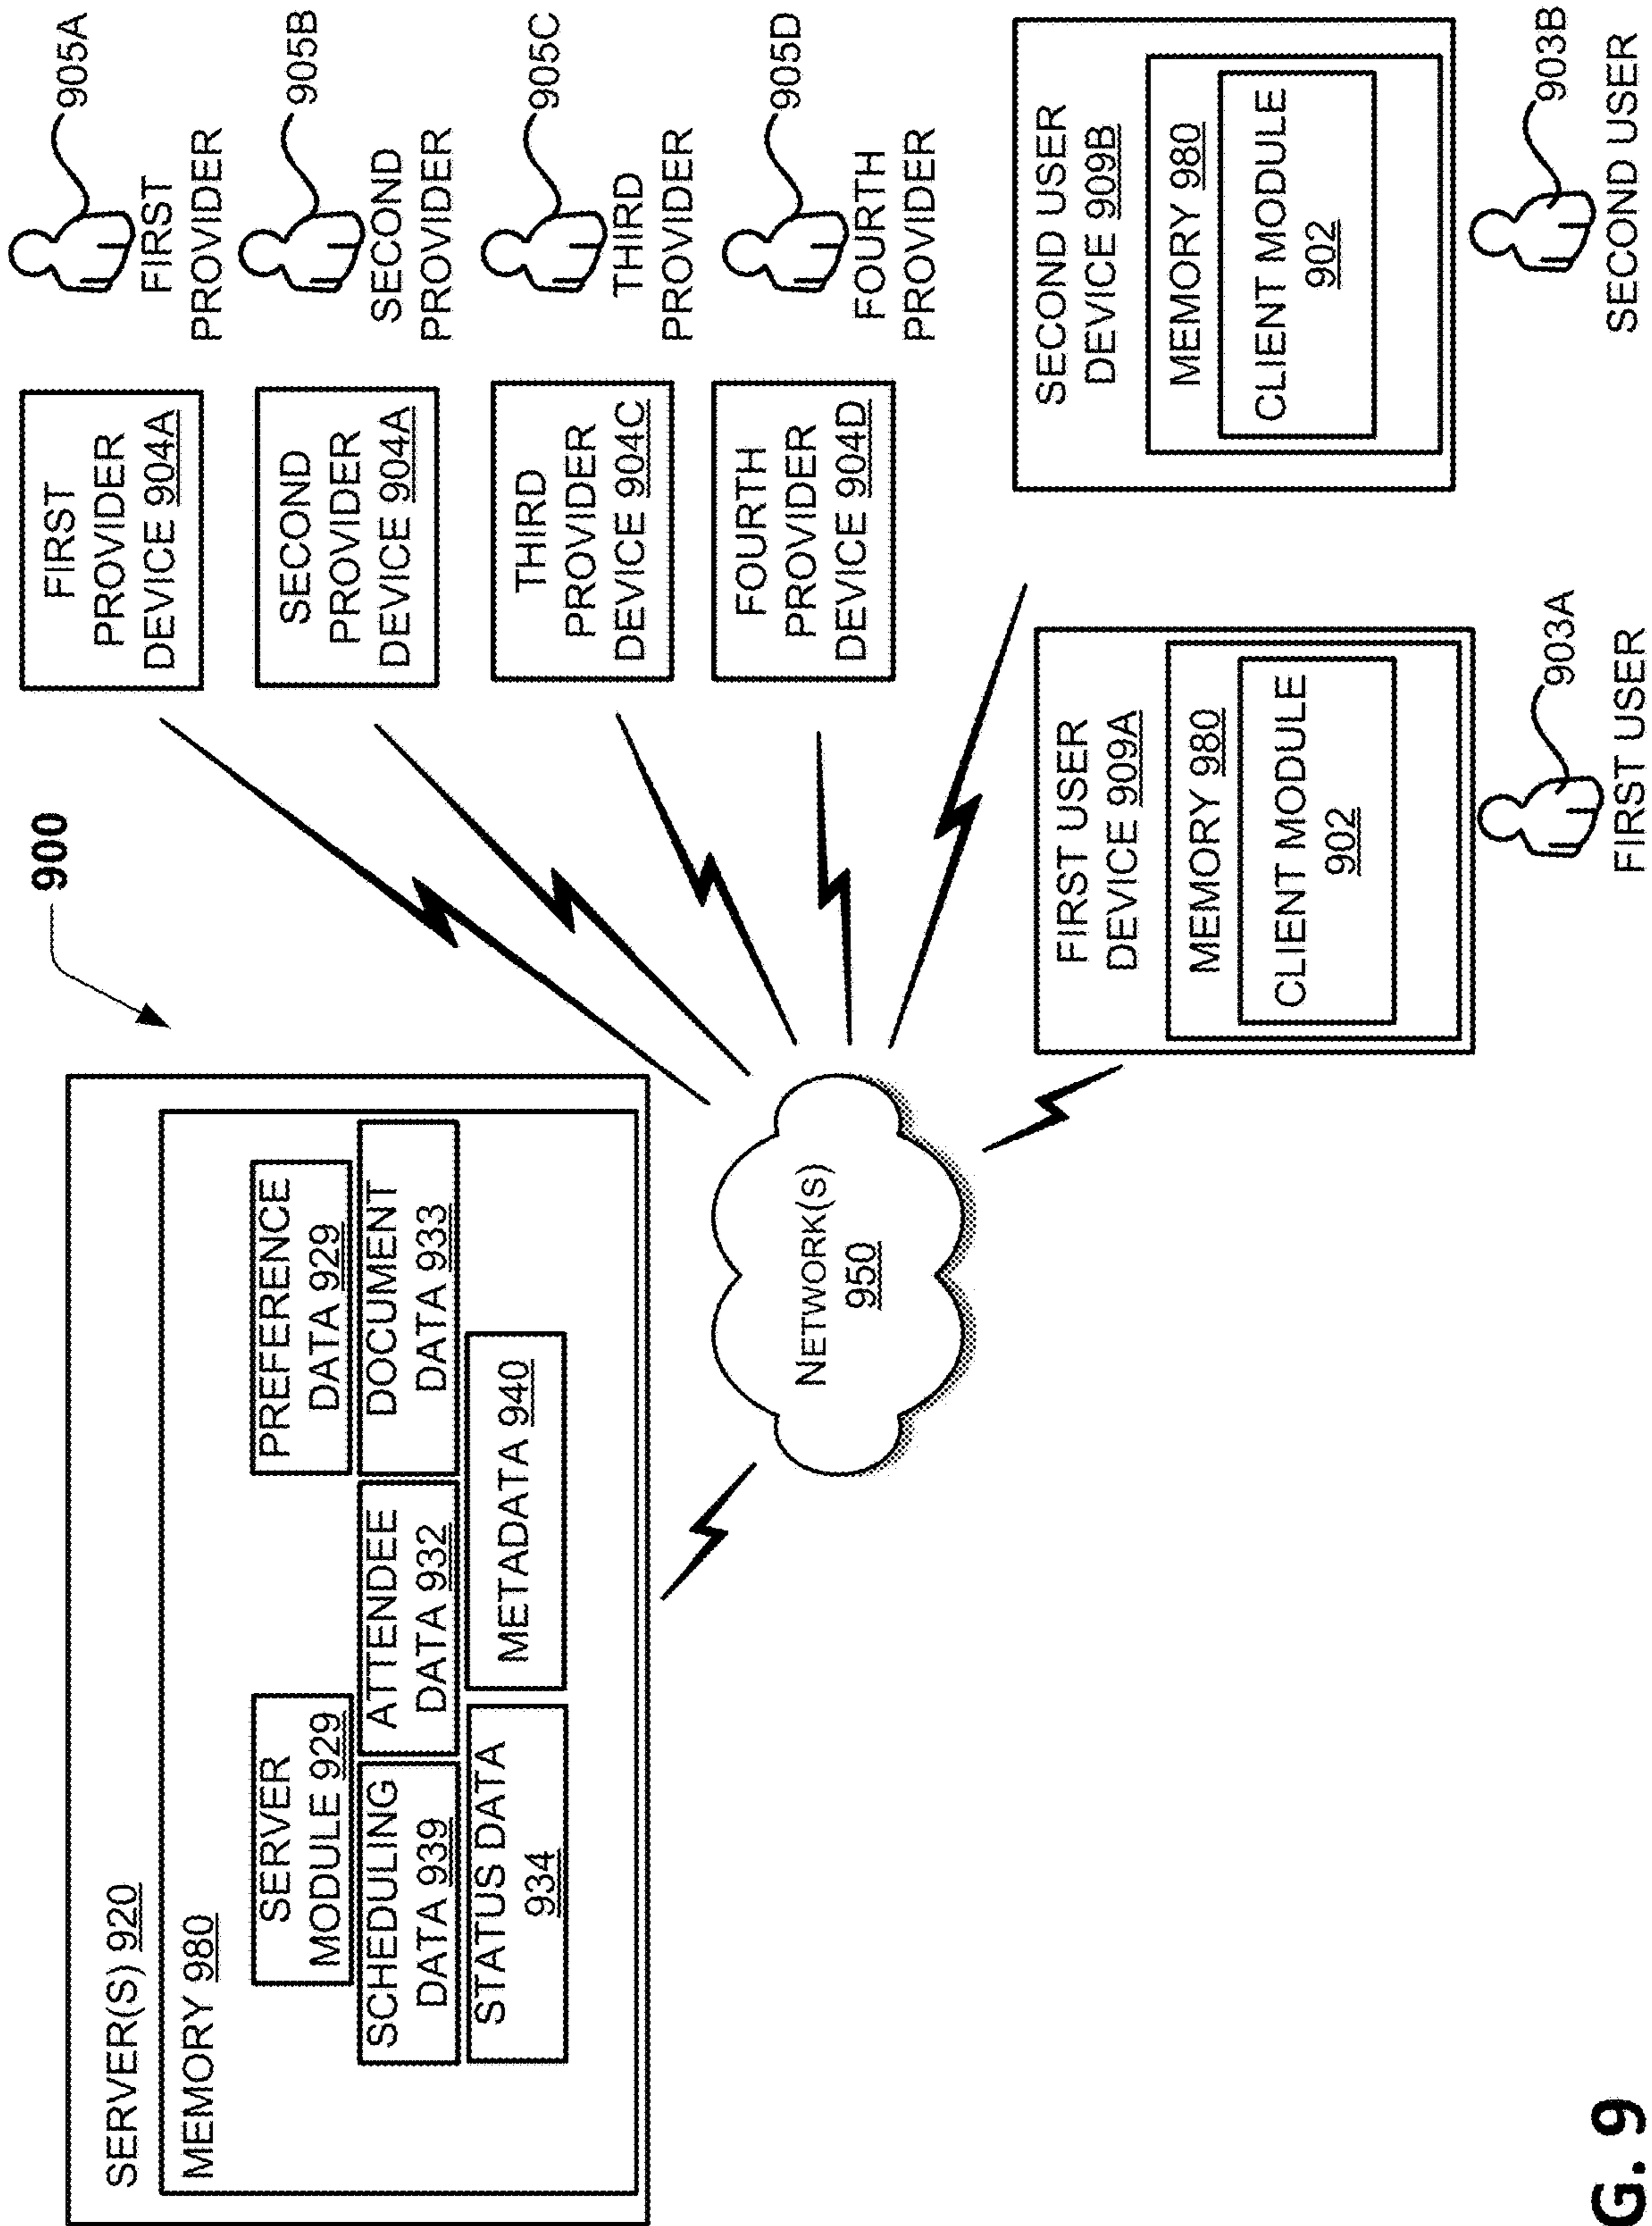 900
SERVER(S) 920
MEMORY 980
SERVER
MODULE 929
PREFERENCE
DATA 929
SCHEDULING
DATA 939
ATTENDEE
DATA 932
DOCUMENT
DATA 933
STATUS DATA
934
METADATA 940
NETWORK(S)
950
FIRST
PROVIDER
DEVICE 904A
905A
FIRST
PROVIDER
SECOND
PROVIDER
DEVICE 904A
905B
SECOND
PROVIDER
THIRD
PROVIDER
DEVICE 904C
905C
THIRD
PROVIDER
FOURTH
PROVIDER
DEVICE 904D
905D
FOURTH
PROVIDER
FIRST USER
DEVICE 909A
MEMORY 980
CLIENT MODULE
902
903A
FIRST USER
SECOND USER
DEVICE 909B
MEMORY 980
CLIENT MODULE
902
903B
SECOND USER
G. 9